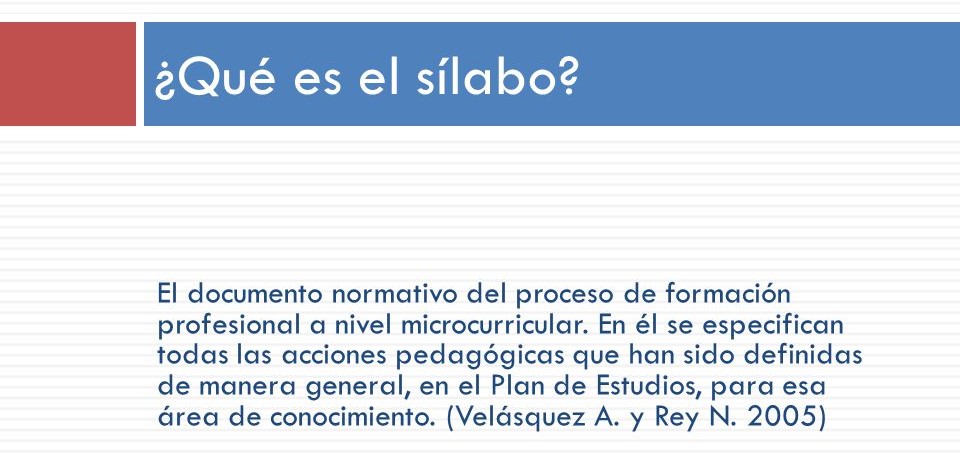 ¿Qué es el sílabo?
El documento normativo del proceso de formación
profesional a nivel microcurricular. En él se especifican
todas las acciones pedagógicas que han sido definidas
de manera general, en el Plan de Estudios, para esa
área de conocimiento. (Velásquez A. y Rey N. 2005)